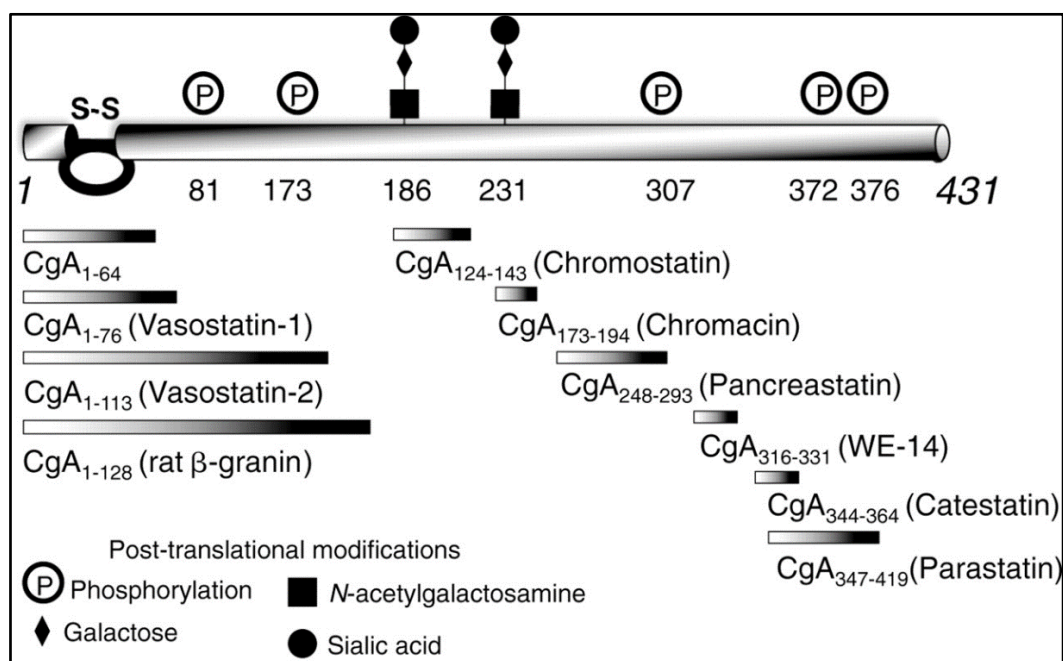 S-S P P P P P
1 81 173 186 231 307 372 376 431
CgA1-64
CgA1-76 (Vasostatin-1)
CgA1-113 (Vasostatin-2)
CgA1-128 (rat β-granin)
CgA124-143 (Chromostatin)
CgA173-194 (Chromacin)
CgA248-293 (Pancreastatin)
CgA316-331 (WE-14)
CgA344-364 (Catestatin)
CgA347-419(Parastatin)
Post-translational modifications
P Phosphorylation
N-acetylgalactosamine
Galactose
Sialic acid